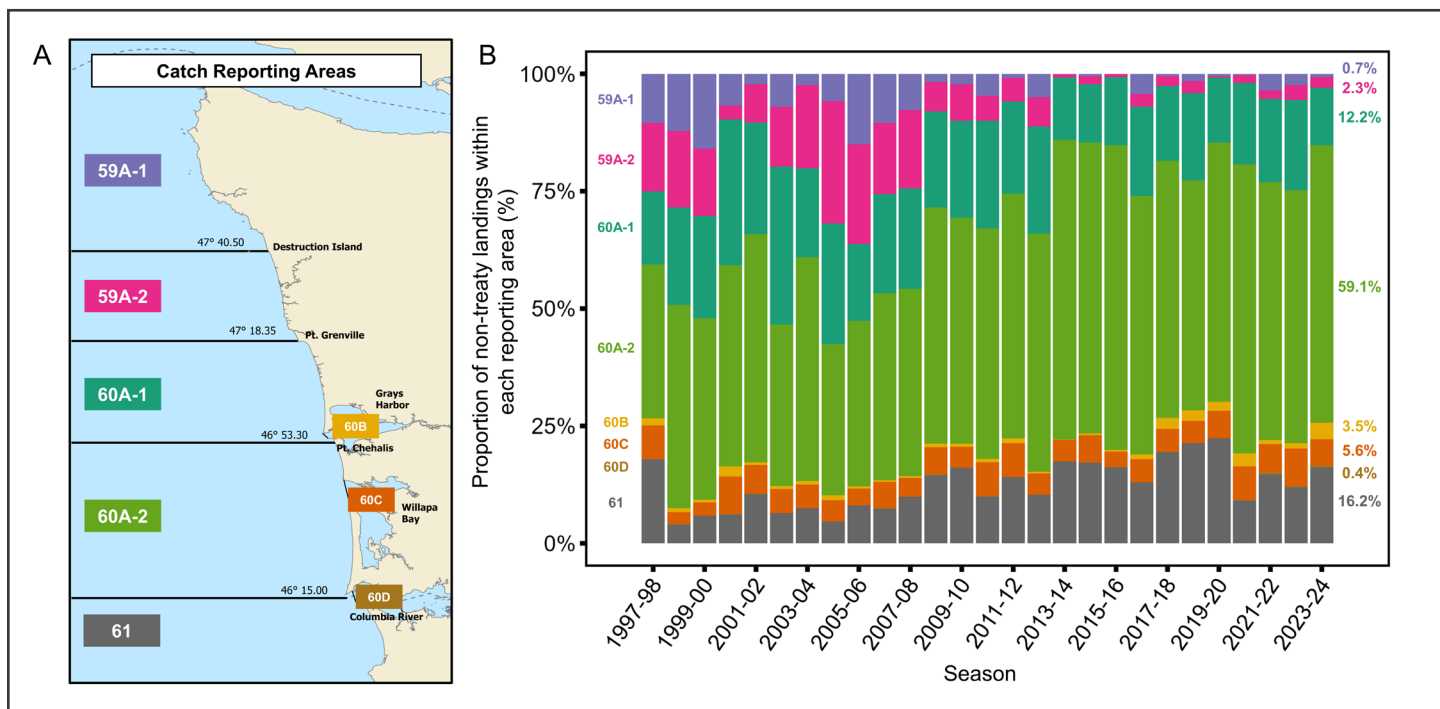 A
Catch Reporting Areas
59A-1
47° 40.50
Destruction Island
59A-2
47° 18.35
Pt. Grenville
60A-1
Grays
Harbor
60B
46° 53.30
Pt. Chehalis
60C
Willapa
Bay
60A-2
46° 15.00
60D
Columbia River
61
B
Proportion of non-treaty landings within
each reporting area (%)
100%
75%
50%
25%
0%
59A-1
59A-2
60A-1
60A-2
60B
60C
60D
61
0.7%
2.3%
12.2%
59.1%
3.5%
5.6%
0.4%
16.2%
1997-98
1999-00
2001-02
2003-04
2005-06
2007-08
2009-10
2011-12
2013-14
2015-16
2017-18
2019-20
2021-22
2023-24
Season